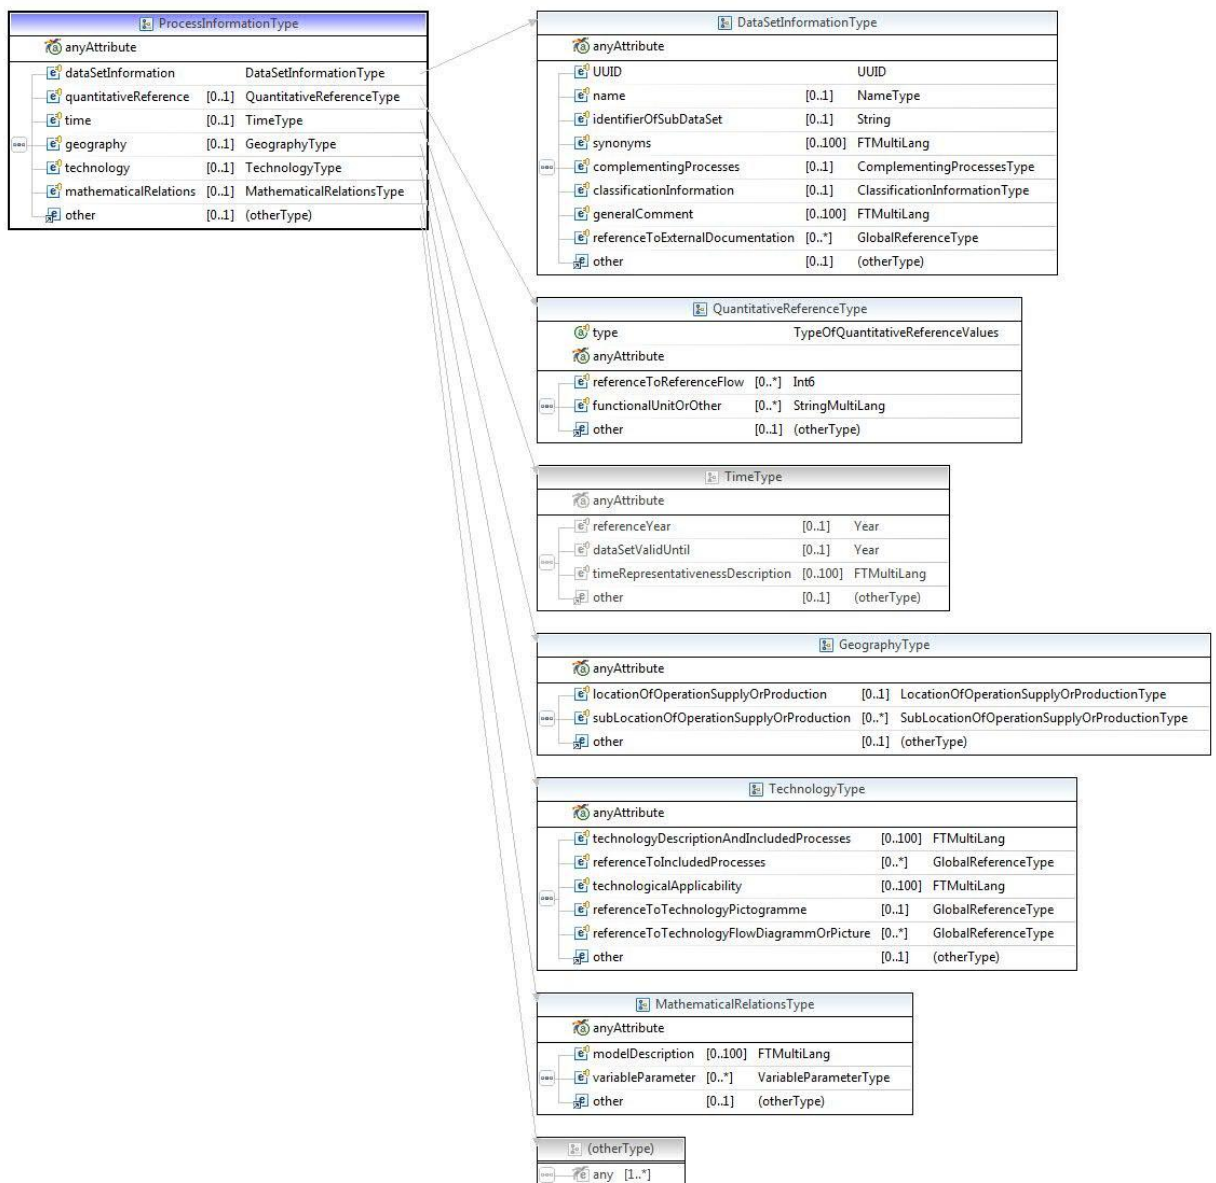 ProcessInformationType
anyAttribute
dataSetInformation DataSetInformationType
quantitativeReference [0..1] QuantitativeReferenceType
time [0..1] TimeType
geography [0..1] GeographyType
technology [0..1] TechnologyType
mathematicalRelations [0..1] MathematicalRelationsType
other [0..1] (otherType)
DataSetInformationType
anyAttribute
UUID UUID
name [0..1] NameType
identifierOfSubDataSet [0..1] String
synonyms [0..100] FTMultiLang
complementingProcesses [0..1] ComplementingProcessesType
classificationInformation [0..1] ClassificationInformationType
generalComment [0..100] FTMultiLang
referenceToExternalDocumentation [0..*] GlobalReferenceType
other [0..1] (otherType)
QuantitativeReferenceType
type TypeOfQuantitativeReferenceValues
anyAttribute
referenceToReferenceFlow [0..*] Int6
functionalUnitOrOther [0..*] StringMultiLang
other [0..1] (otherType)
TimeType
anyAttribute
referenceYear [0..1] Year
dataSetValidUntil [0..1] Year
timeRepresentativenessDescription [0..100] FTMultiLang
other [0..1] (otherType)
GeographyType
anyAttribute
locationOfOperationSupplyOrProduction [0..1] LocationOfOperationSupplyOrProductionType
subLocationOfOperationSupplyOrProduction [0..*] SubLocationOfOperationSupplyOrProductionType
other [0..1] (otherType)
TechnologyType
anyAttribute
technologyDescriptionAndIncludedProcesses [0..100] FTMultiLang
referenceToIncludedProcesses [0..*] GlobalReferenceType
technologicalApplicability [0..100] FTMultiLang
referenceToTechnologyPictogramme [0..1] GlobalReferenceType
referenceToTechnologyFlowDiagrammOrPicture [0..*] GlobalReferenceType
other [0..1] (otherType)
MathematicalRelationsType
anyAttribute
modelDescription [0..100] FTMultiLang
variableParameter [0..*] VariableParameterType
other [0..1] (otherType)
(otherType)
any [1..*]